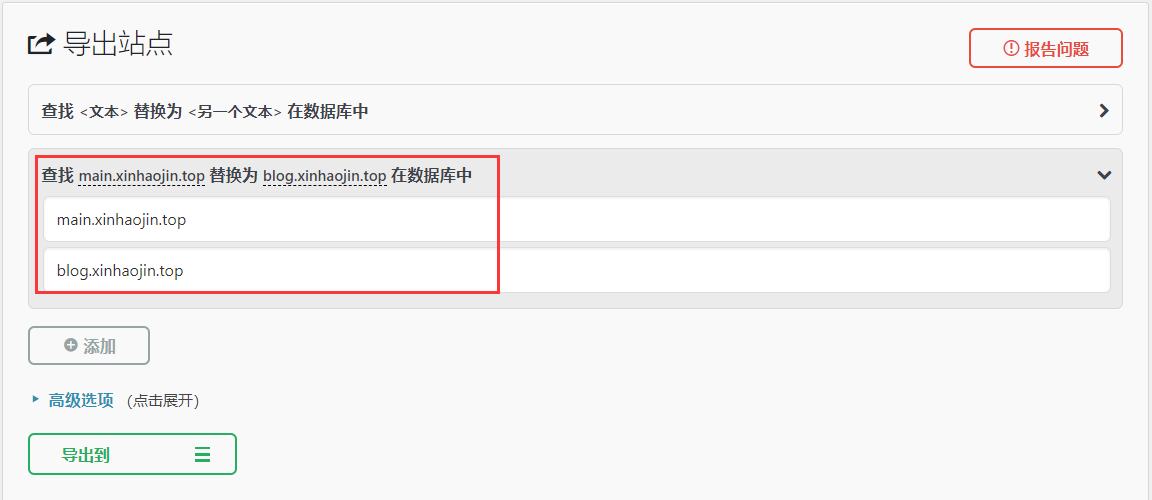 导出站点
报告问题
查找 <文本> 替换为 <另一个文本> 在数据库中
查找 main.xinhaojin.top 替换为 blog.xinhaojin.top 在数据库中
main.xinhaojin.top
blog.xinhaojin.top
添加
高级选项 (点击展开)
导出到